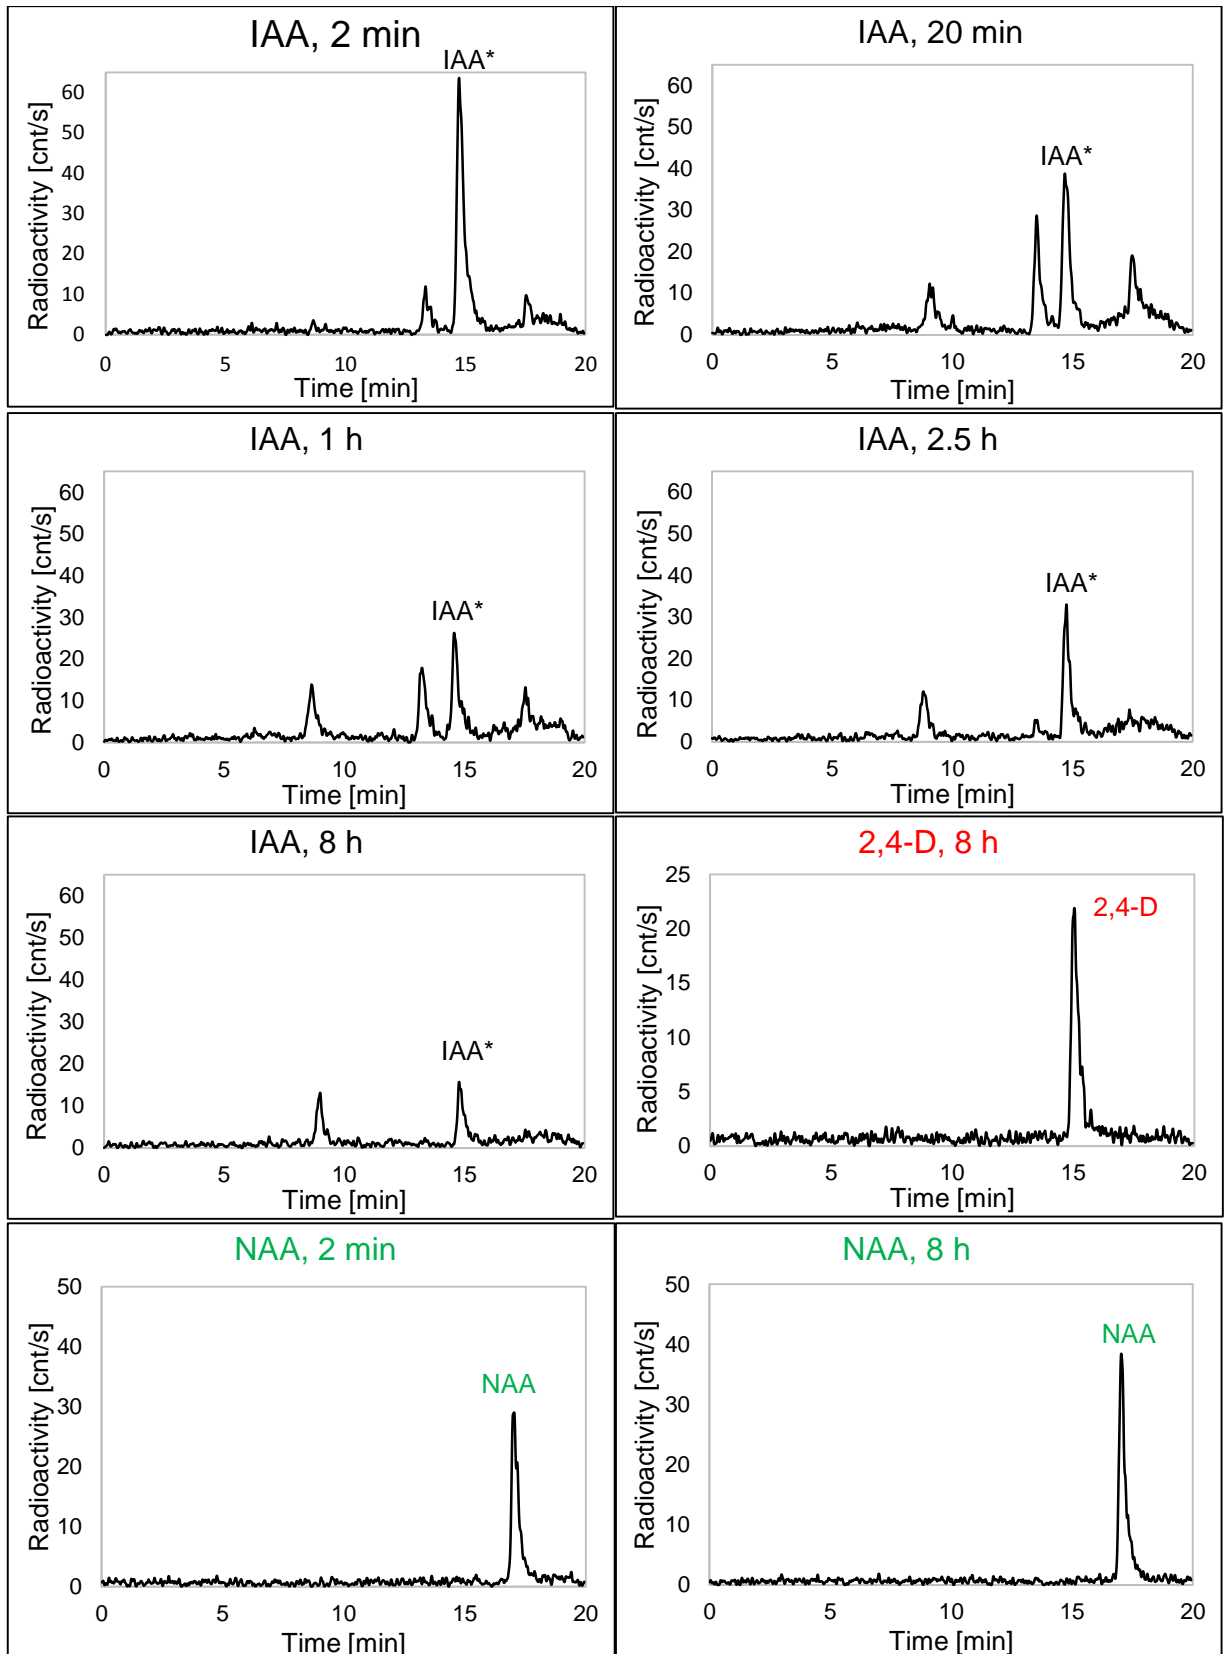 IAA, 2 min
IAA*
Radioactivity [cnt/s]
60
50
40
30
20
10
0
0 5 10 15 20
Time [min]
IAA, 20 min
IAA*
Radioactivity [cnt/s]
60
50
40
30
20
10
0
0 5 10 15 20
Time [min]
IAA, 1 h
IAA*
Radioactivity [cnt/s]
60
50
40
30
20
10
0
0 5 10 15 20
Time [min]
IAA, 2.5 h
IAA*
Radioactivity [cnt/s]
60
50
40
30
20
10
0
0 5 10 15 20
Time [min]
IAA, 8 h
IAA*
Radioactivity [cnt/s]
60
50
40
30
20
10
0
0 5 10 15 20
Time [min]
2,4-D, 8 h
2,4-D
Radioactivity [cnt/s]
25
20
15
10
5
0
0 5 10 15 20
Time [min]
NAA, 2 min
NAA
Radioactivity [cnt/s]
50
40
30
20
10
0
0 5 10 15 20
Time [min]
NAA, 8 h
NAA
Radioactivity [cnt/s]
50
40
30
20
10
0
0 5 10 15 20
Time [min]